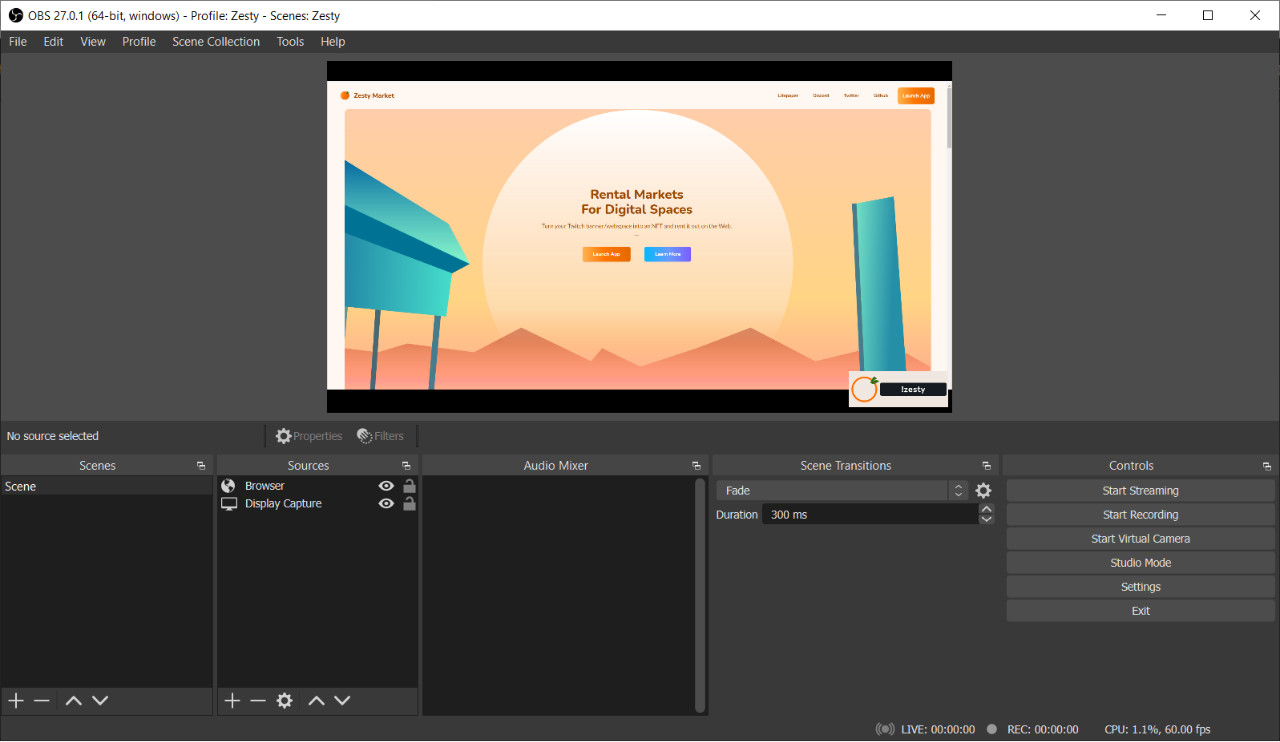 OBS 27.0.1 (64-bit, windows) - Profile: Zesty - Scenes: Zesty
File Edit View Profile Scene Collection Tools Help
Zesty Market
Litepaper Discord Twitter Github Launch App
Rental Markets
For Digital Spaces
Turn your Twitch banner/webspace into an NFT and rent it out on the Web.
Launch App Learn More
!zesty
No source selected
Properties Filters
Scenes
Scene
Sources
Browser
Display Capture
Audio Mixer
Scene Transitions
Fade
Duration 300 ms
Controls
Start Streaming
Start Recording
Start Virtual Camera
Studio Mode
Settings
Exit
LIVE: 00:00:00 REC: 00:00:00 CPU: 1.1%, 60.00 fps